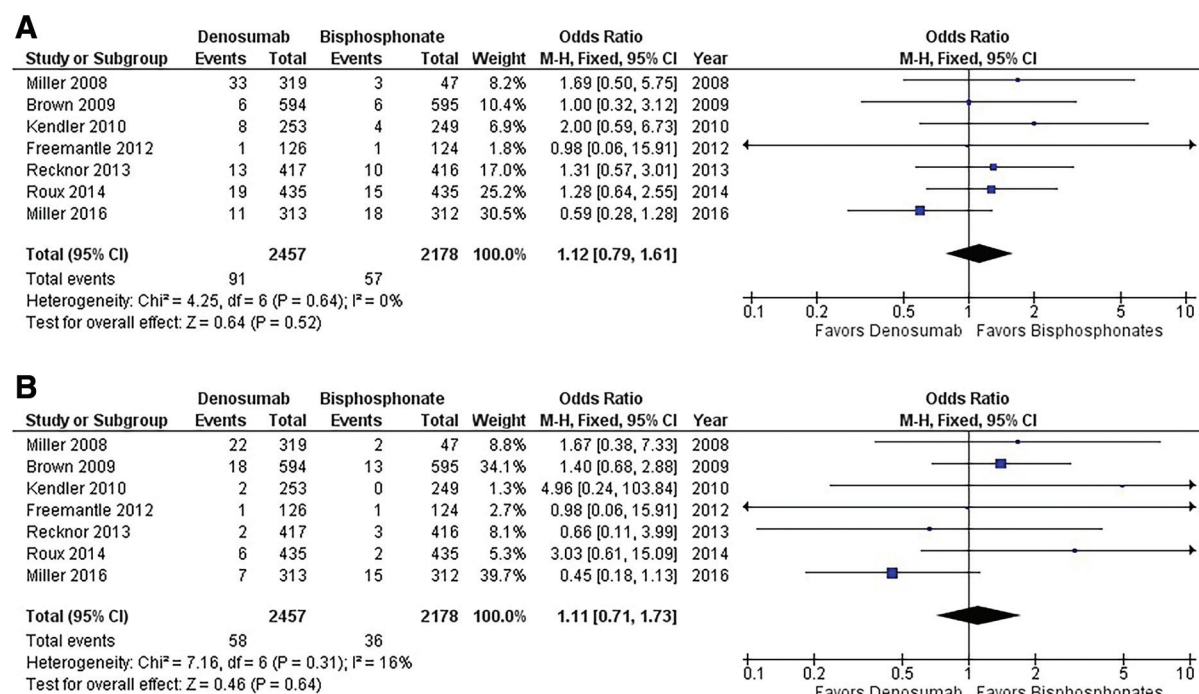 A
Denosumab Bisphosphonate Odds Ratio Odds Ratio
Study or Subgroup Events Total Events Total Weight M-H, Fixed, 95% CI Year M-H, Fixed, 95% CI
Miller 2008 33 319 3 47 8.2% 1.69 [0.50, 5.75] 2008
Brown 2009 6 594 6 595 10.4% 1.00 [0.32, 3.12] 2009
Kendler 2010 8 253 4 249 6.9% 2.00 [0.59, 6.73] 2010
Freemantle 2012 1 126 1 124 1.8% 0.98 [0.06, 15.91] 2012
Recknor 2013 13 417 10 416 17.0% 1.31 [0.57, 3.01] 2013
Roux 2014 19 435 15 435 25.2% 1.28 [0.64, 2.55] 2014
Miller 2016 11 313 18 312 30.5% 0.59 [0.28, 1.28] 2016
Total (95% CI) 2457 2178 100.0% 1.12 [0.79, 1.61]
Total events 91 57
Heterogeneity: Chi² = 4.25, df = 6 (P = 0.64); I² = 0%
Test for overall effect: Z = 0.64 (P = 0.52)
0.1 0.2 0.5 1 2 5 10
Favors Denosumab Favors Bisphosphonates
B
Denosumab Bisphosphonate Odds Ratio Odds Ratio
Study or Subgroup Events Total Events Total Weight M-H, Fixed, 95% CI Year M-H, Fixed, 95% CI
Miller 2008 22 319 2 47 8.8% 1.67 [0.38, 7.33] 2008
Brown 2009 18 594 13 595 34.1% 1.40 [0.68, 2.88] 2009
Kendler 2010 2 253 0 249 1.3% 4.96 [0.24, 103.84] 2010
Freemantle 2012 1 126 1 124 2.7% 0.98 [0.06, 15.91] 2012
Recknor 2013 2 417 3 416 8.1% 0.66 [0.11, 3.99] 2013
Roux 2014 6 435 2 435 5.3% 3.03 [0.61, 15.09] 2014
Miller 2016 7 313 15 312 39.7% 0.45 [0.18, 1.13] 2016
Total (95% CI) 2457 2178 100.0% 1.11 [0.71, 1.73]
Total events 58 36
Heterogeneity: Chi² = 7.16, df = 6 (P = 0.31); I² = 16%
Test for overall effect: Z = 0.46 (P = 0.64)
0.1 0.2 0.5 1 2 5 10
Favors Denosumab Favors Bisphosphonates